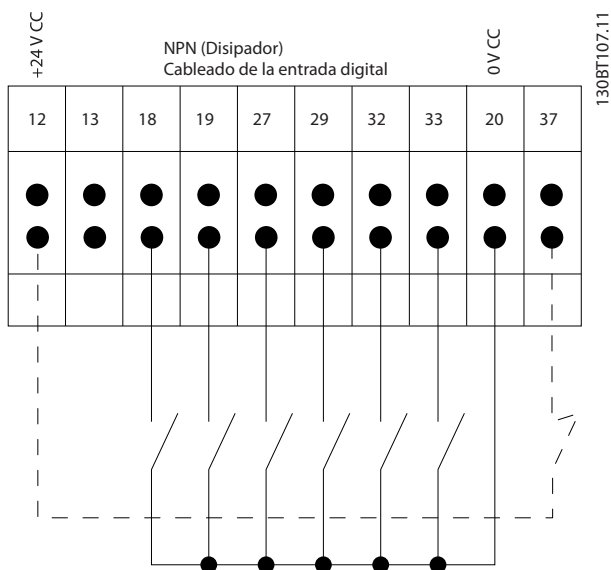 +24 V CC
NPN (Disipador)
Cableado de la entrada digital
0 V CC
130BT107.11
12 13 18 19 27 29 32 33 20 37